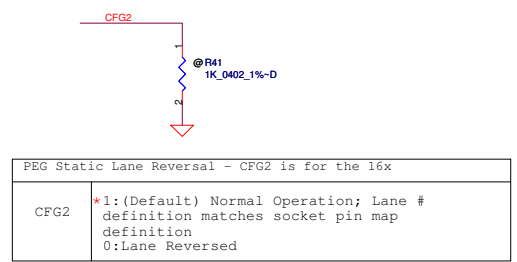 CFG2
1
@ R41
1K_0402_1%~D
2
PEG Static Lane Reversal - CFG2 is for the 16x
CFG2
*1:(Default) Normal Operation; Lane #
definition matches socket pin map
definition
0:Lane Reversed